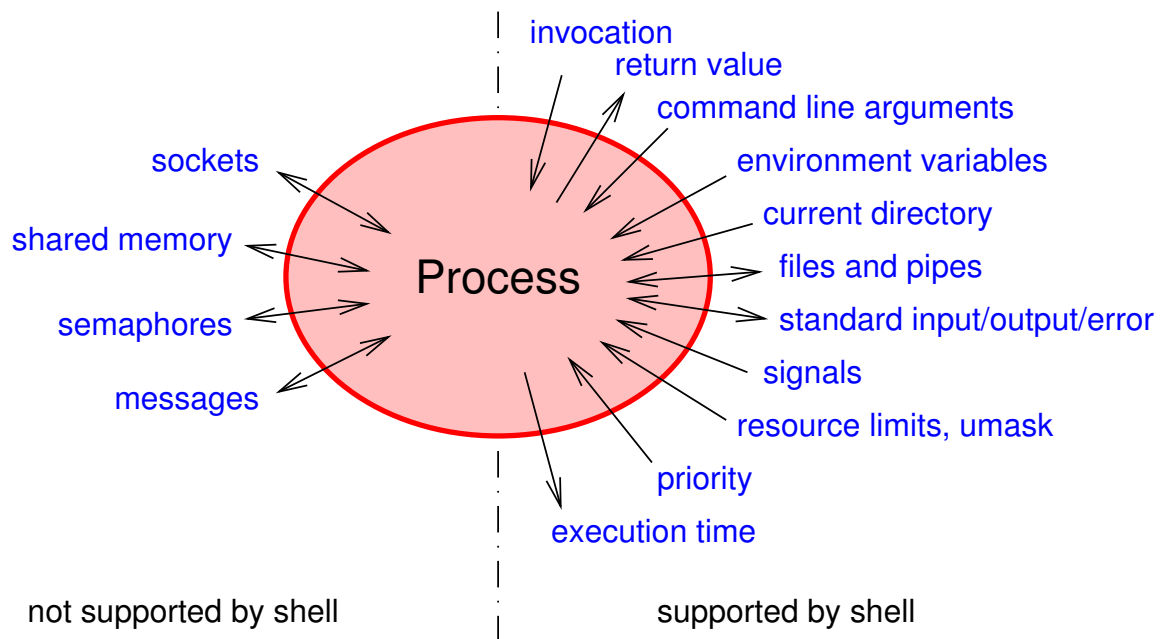 invocation
return value
command line arguments
sockets
environment variables
current directory
shared memory
files and pipes
Process
semaphores
standard input/output/error
signals
messages
resource limits, umask
priority
execution time
not supported by shell
supported by shell